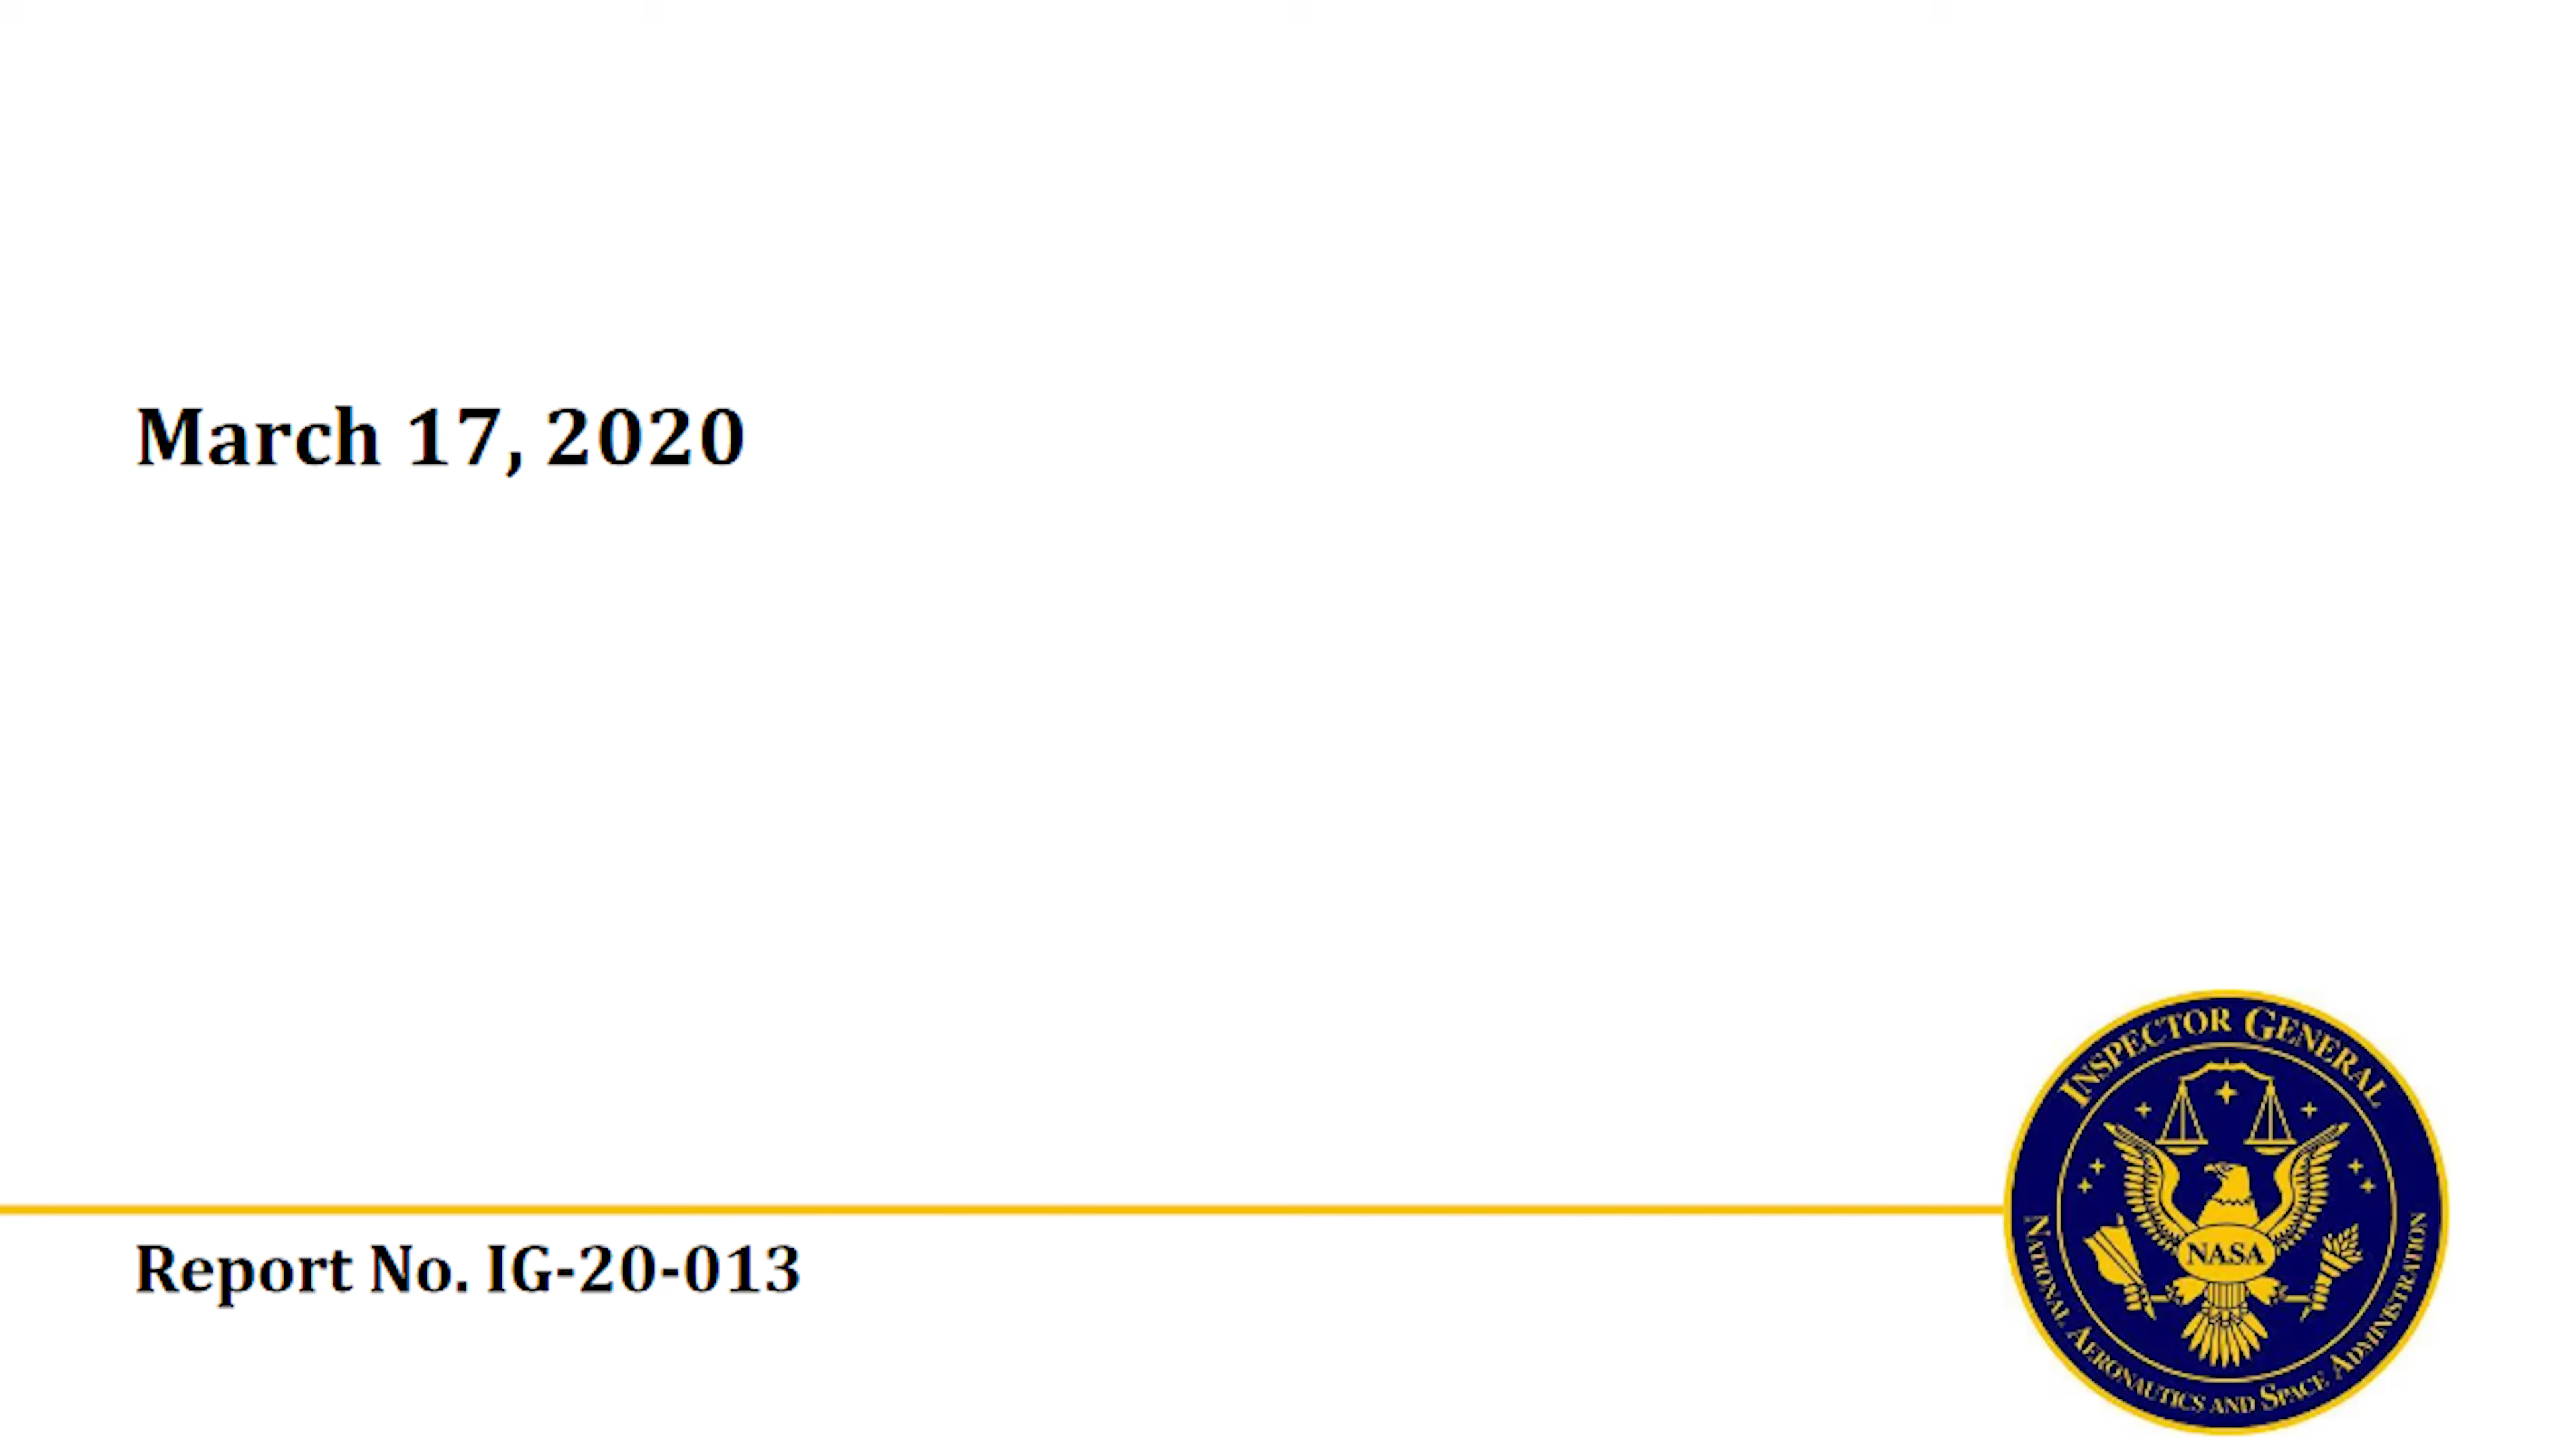 March 17, 2020
INSPECTOR GENERAL
NASA
NATIONAL AERONAUTICS AND SPACE ADMINISTRATION
Report No. IG-20-013